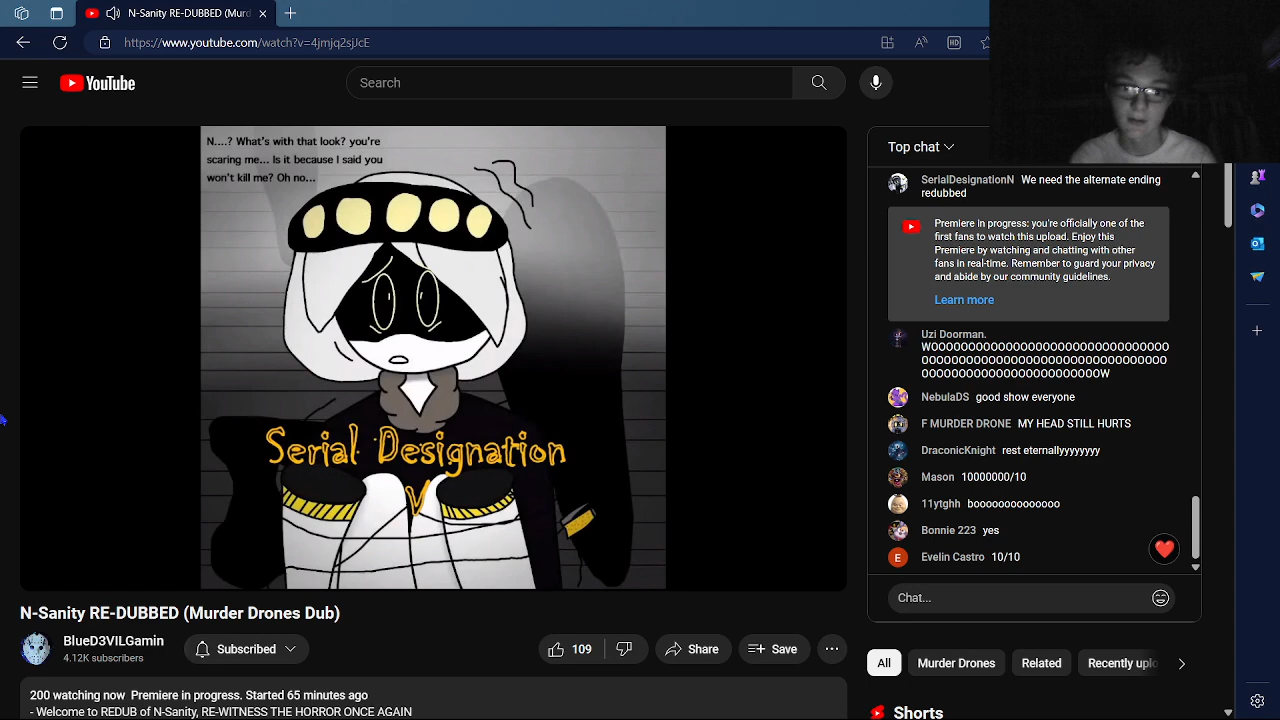 N-Sanity RE-DUBBED (Murd
https://www.youtube.com/watch?v=4jmjq2sjJcE
HD
YouTube
Search
N....? What's with that look? you're
scaring me... Is it because I said you
won't kill me? Oh no...
Serial Designation
V
N-Sanity RE-DUBBED (Murder Drones Dub)
BlueD3VILGamin
4.12K subscribers
Subscribed
109
Share
Save
200 watching now Premiere in progress. Started 65 minutes ago
- Welcome to REDUB of N-Sanity, RE-WITNESS THE HORROR ONCE AGAIN
Top chat
SerialDesignationN We need the alternate ending
redubbed
Premiere in progress: you're officially one of the
first fans to watch this upload. Enjoy this
Premiere by watching and chatting with other
fans in real-time. Remember to guard your privacy
and abide by our community guidelines.
Learn more
Uzi Doorman.
WOOOOOOOOOOOOOOOOOOOOOOOOOOOO
OOOOOOOOOOOOOOOOOOOOOOOOOOOOO
OOOOOOOOOOOOOOOOOOOOOOW
NebulaDS good show everyone
F MURDER DRONE MY HEAD STILL HURTS
DraconicKnight rest eternallyyyyyyy
Mason 10000000/10
11ytghh booooooooooooo
Bonnie 223 yes
E Evelin Castro 10/10
Chat...
All
Murder Drones
Related
Recently uplo
Shorts